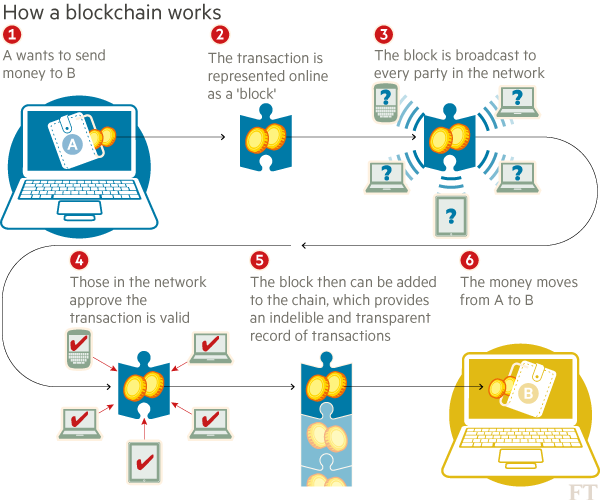 How a blockchain works
1
A wants to send
money to B
A
2
The transaction is
represented online
as a 'block'
3
The block is broadcast to
every party in the network
?
?
?
?
?
4
Those in the network
approve the
transaction is valid
5
The block then can be added
to the chain, which provides
an indelible and transparent
record of transactions
6
The money moves
from A to B
B
FT